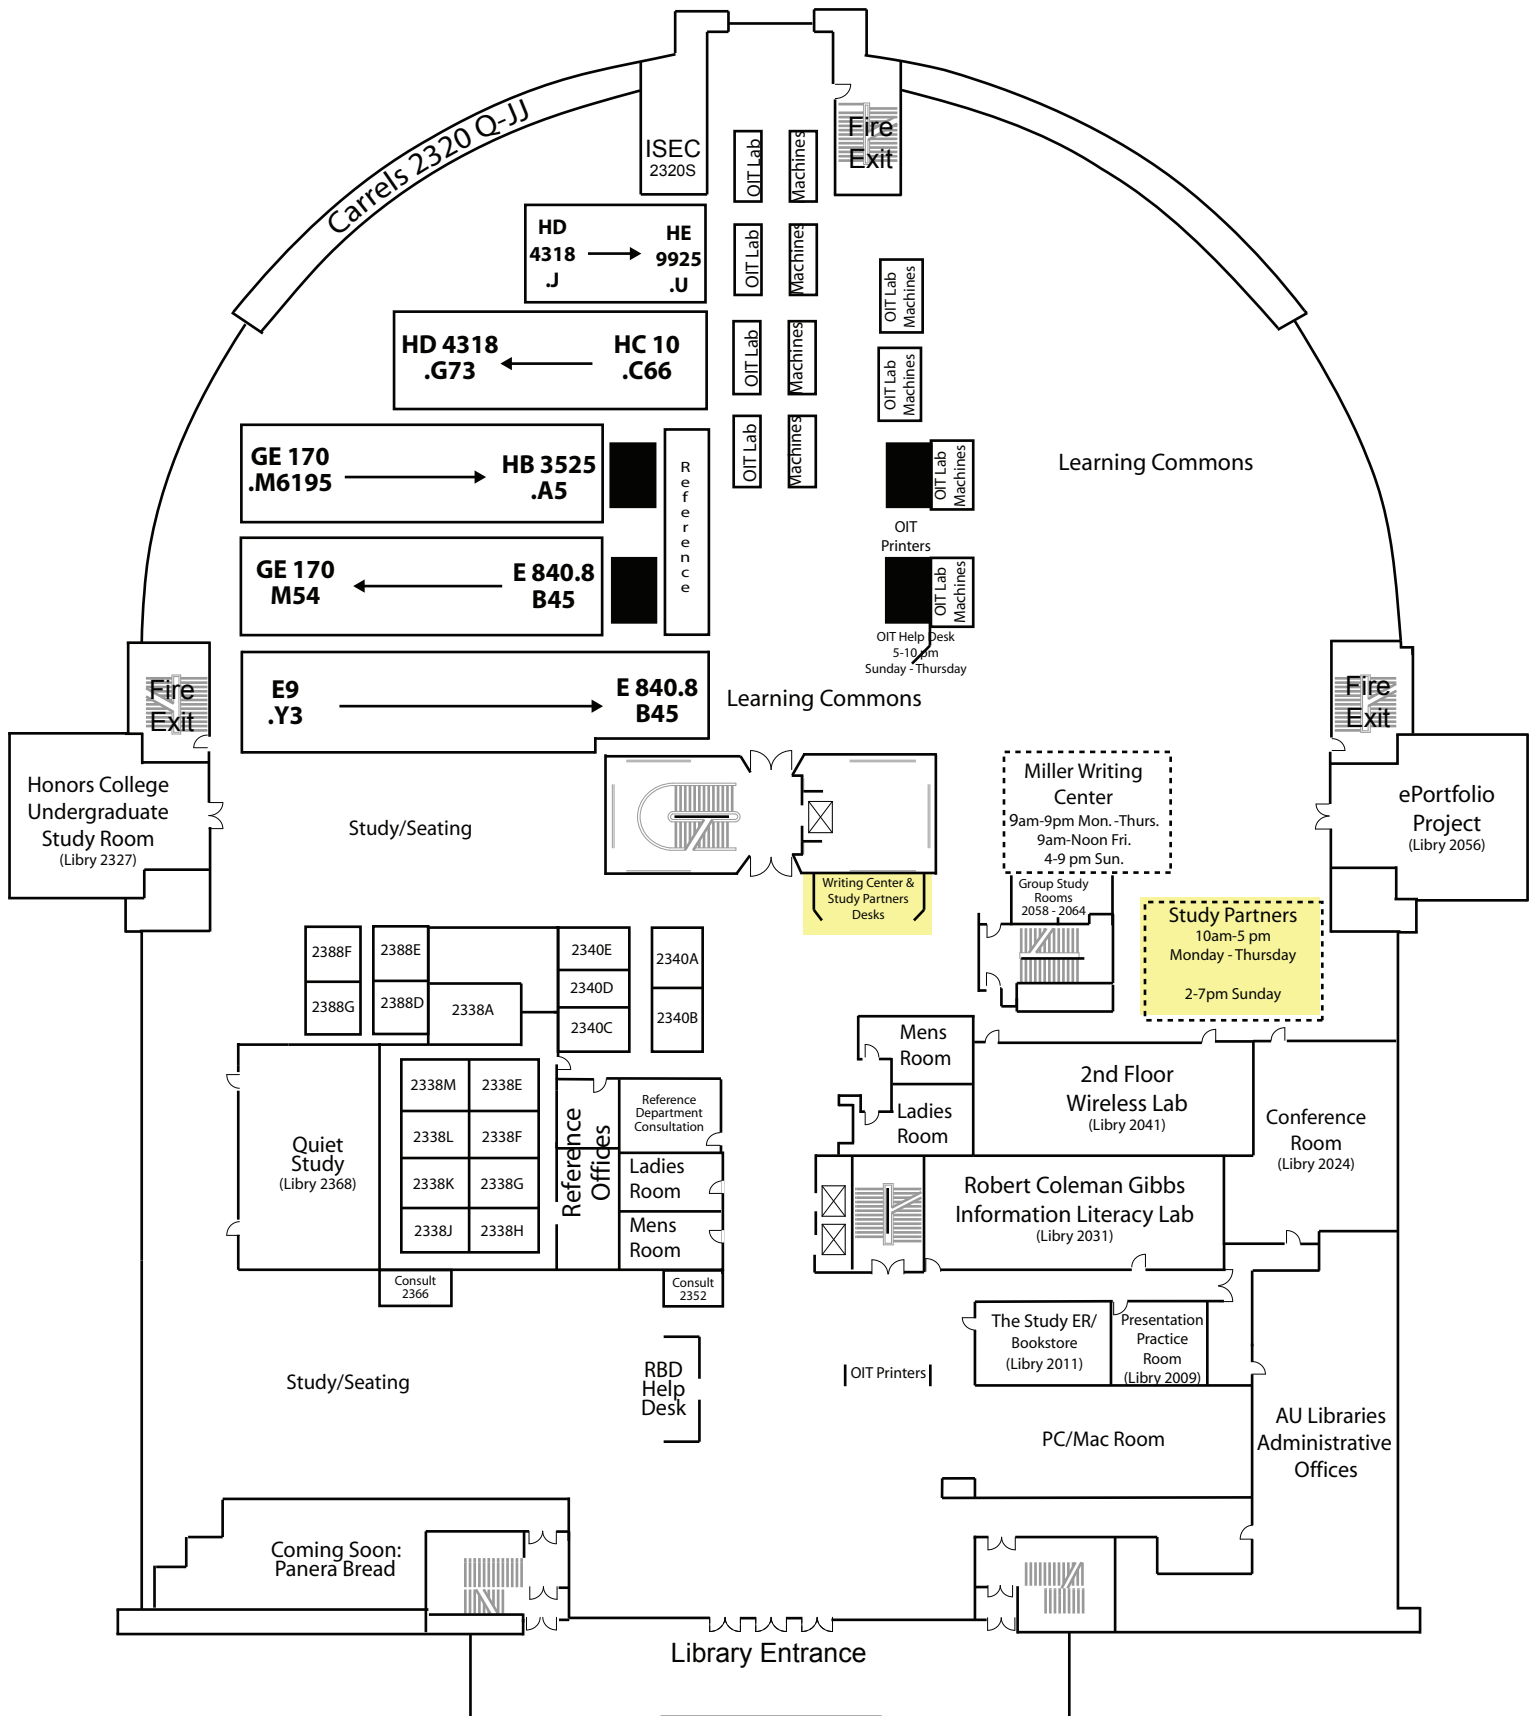 Carrels 2320 Q-JJ
ISEC
2320S
Fire
Exit
OIT Lab
Machines
OIT Lab
Machines
OIT Lab
Machines
OIT Lab
Machines
HD
4318
.J
HE
9925
.U
OIT Lab
Machines
HD 4318
.G73
HC 10
.C66
OIT Lab
Machines
GE 170
.M6195
HB 3525
.A5
Reference
OIT Lab
Machines
Learning Commons
OIT
Printers
GE 170
M54
E 840.8
B45
OIT Lab
Machines
OIT Help Desk
5-10 pm
Sunday - Thursday
Fire
Exit
E9
.Y3
E 840.8
B45
Learning Commons
Fire
Exit
Honors College
Undergraduate
Study Room
(Libry 2327)
Study/Seating
Miller Writing
Center
9am-9pm Mon. -Thurs.
9am-Noon Fri.
4-9 pm Sun.
ePortfolio
Project
(Libry 2056)
Writing Center &
Study Partners
Desks
Group Study
Rooms
2058 - 2064
Study Partners
10am-5 pm
Monday - Thursday
2-7pm Sunday
2388F
2388E
2340E
2340A
2388G
2388D
2338A
2340D
2340C
2340B
Mens
Room
Ladies
Room
2nd Floor
Wireless Lab
(Libry 2041)
Conference
Room
(Libry 2024)
Quiet
Study
(Libry 2368)
2338M
2338E
2338L
2338F
2338K
2338G
2338J
2338H
Reference
Offices
Reference
Department
Consultation
Ladies
Room
Mens
Room
Robert Coleman Gibbs
Information Literacy Lab
(Libry 2031)
Consult
2366
Consult
2352
The Study ER/
Bookstore
(Libry 2011)
Presentation
Practice
Room
(Libry 2009)
Study/Seating
RBD
Help
Desk
OIT Printers
PC/Mac Room
AU Libraries
Administrative
Offices
Coming Soon:
Panera Bread
Library Entrance